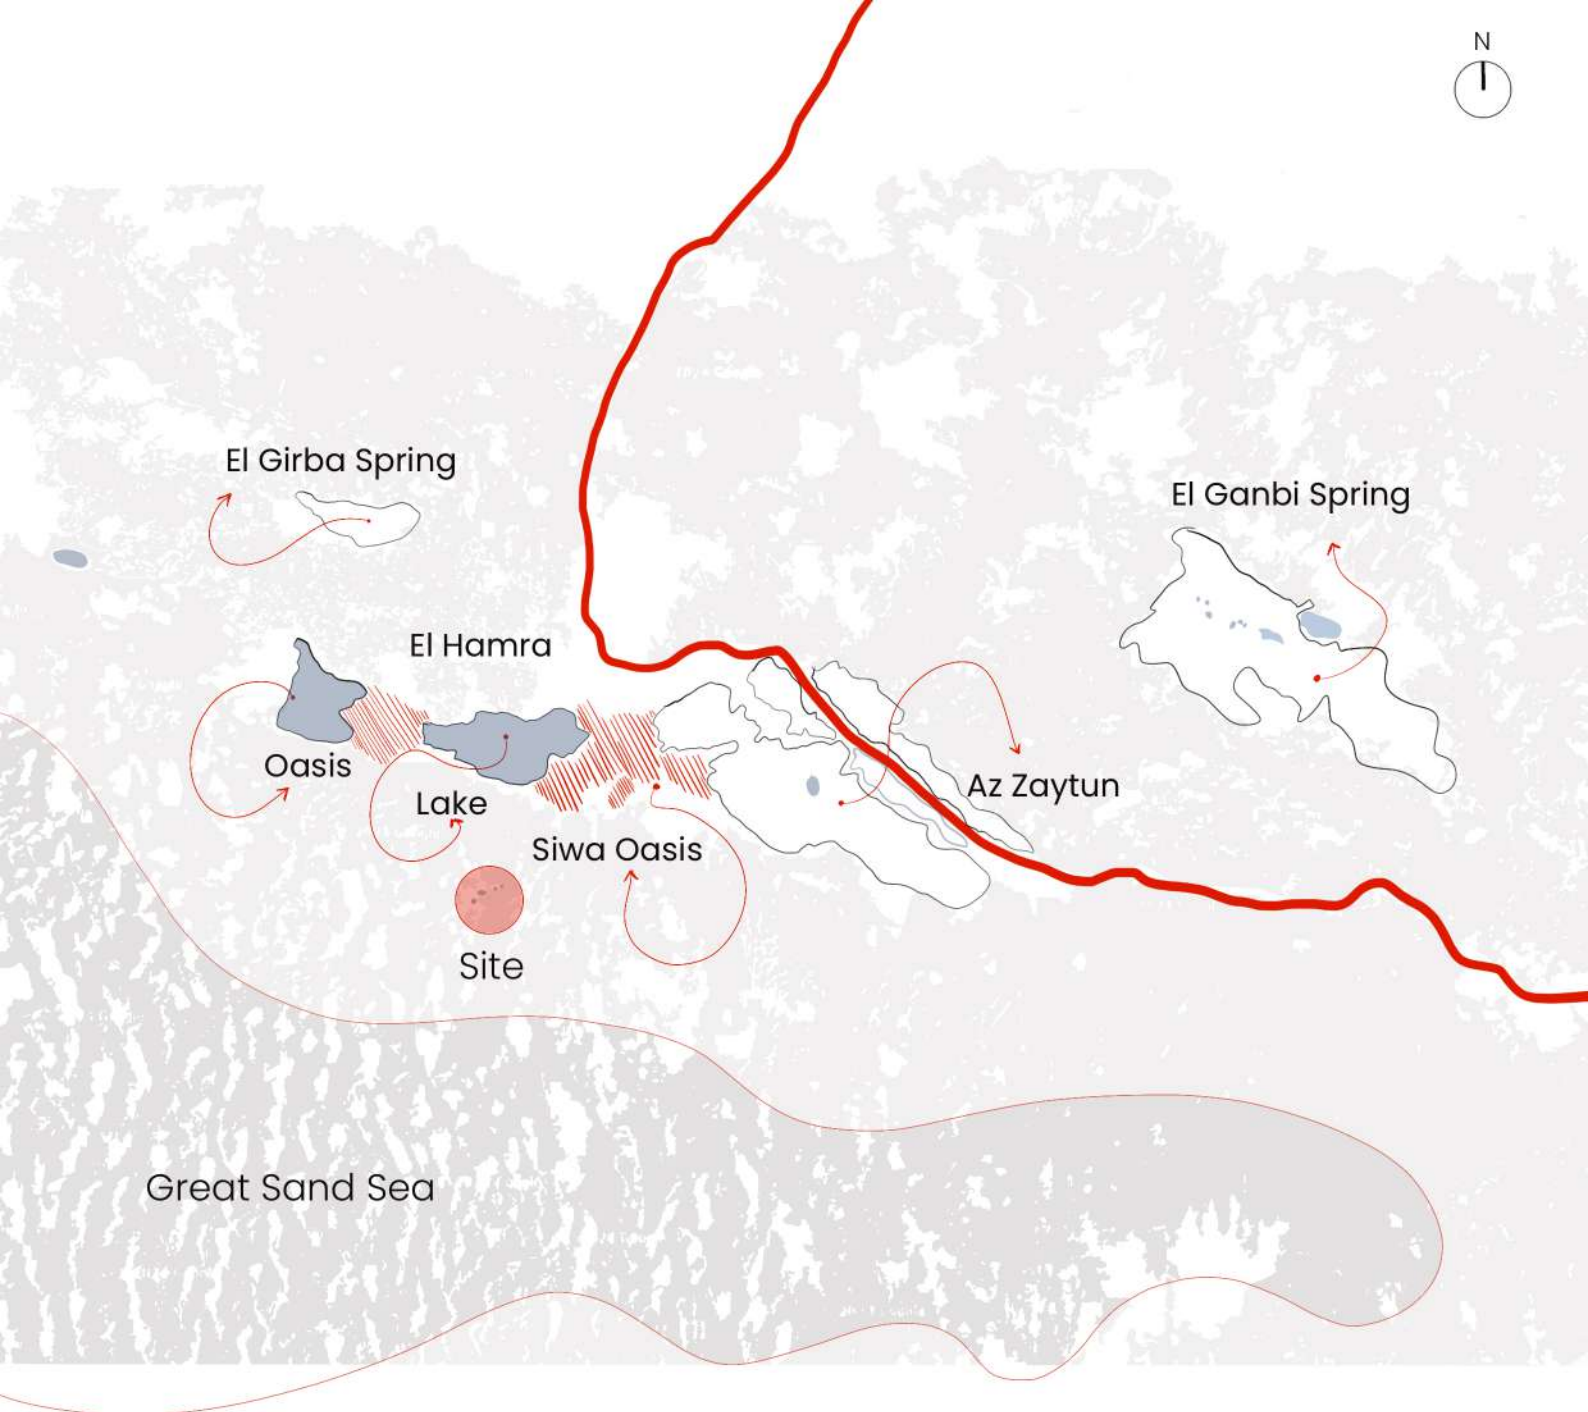 N
El Girba Spring
El Ganbi Spring
El Hamra
Oasis
Az Zaytun
Lake
Siwa Oasis
Site
Great Sand Sea